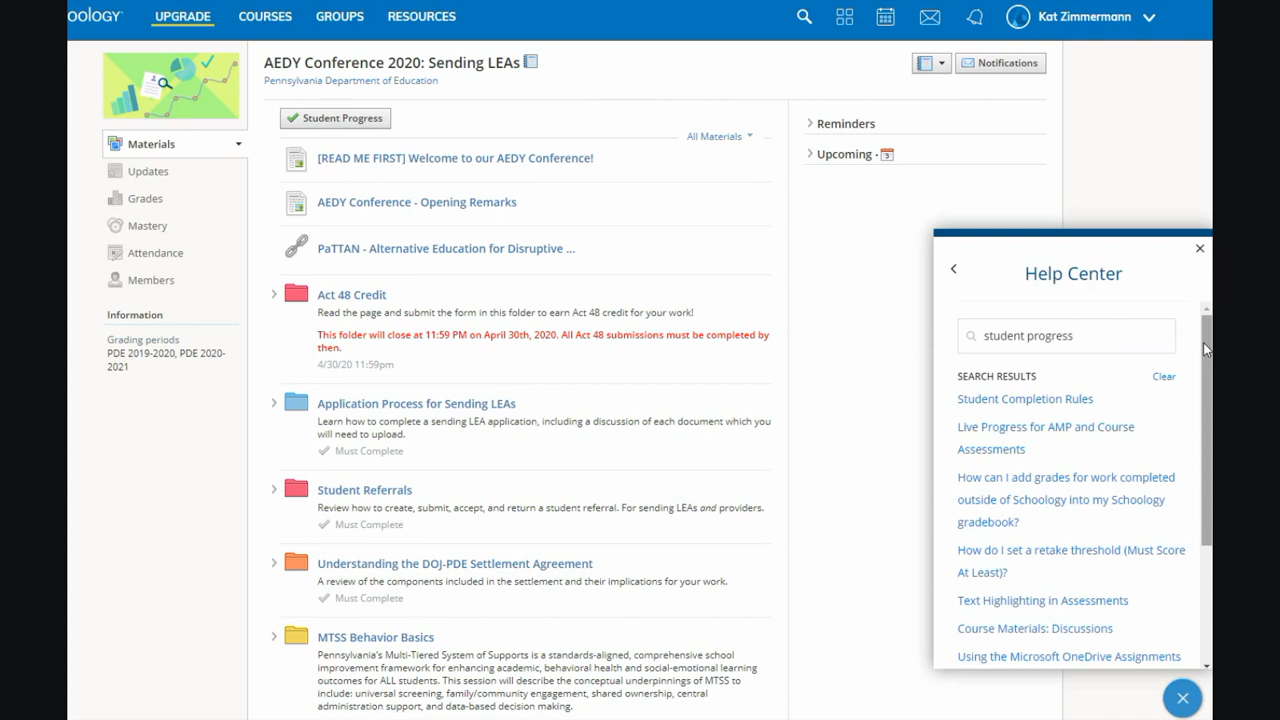 oology
UPGRADE
COURSES
GROUPS
RESOURCES
Kat Zimmermann
AEDY Conference 2020: Sending LEAs
Pennsylvania Department of Education
Notifications
Materials
Updates
Grades
Mastery
Attendance
Members
Information
Grading periods
PDE 2019-2020, PDE 2020-
2021
Student Progress
All Materials
[READ ME FIRST] Welcome to our AEDY Conference!
AEDY Conference - Opening Remarks
PaTTAN - Alternative Education for Disruptive ...
Act 48 Credit
Read the page and submit the form in this folder to earn Act 48 credit for your work!
This folder will close at 11:59 PM on April 30th, 2020. All Act 48 submissions must be completed by
then.
4/30/20 11:59pm
Application Process for Sending LEAs
Learn how to complete a sending LEA application, including a discussion of each document which you
will need to upload.
Must Complete
Student Referrals
Review how to create, submit, accept, and return a student referral. For sending LEAs and providers.
Must Complete
Understanding the DOJ-PDE Settlement Agreement
A review of the components included in the settlement and their implications for your work.
Must Complete
MTSS Behavior Basics
Pennsylvania's Multi-Tiered System of Supports is a standards-aligned, comprehensive school
improvement framework for enhancing academic, behavioral health and social-emotional learning
outcomes for ALL students. This session will describe the conceptual underpinnings of MTSS to
include: universal screening, family/community engagement, shared ownership, central
administration support, and data-based decision making.
Reminders
Upcoming · 3
Help Center
student progress
SEARCH RESULTS
Clear
Student Completion Rules
Live Progress for AMP and Course
Assessments
How can I add grades for work completed
outside of Schoology into my Schoology
gradebook?
How do I set a retake threshold (Must Score
At Least)?
Text Highlighting in Assessments
Course Materials: Discussions
Using the Microsoft OneDrive Assignments